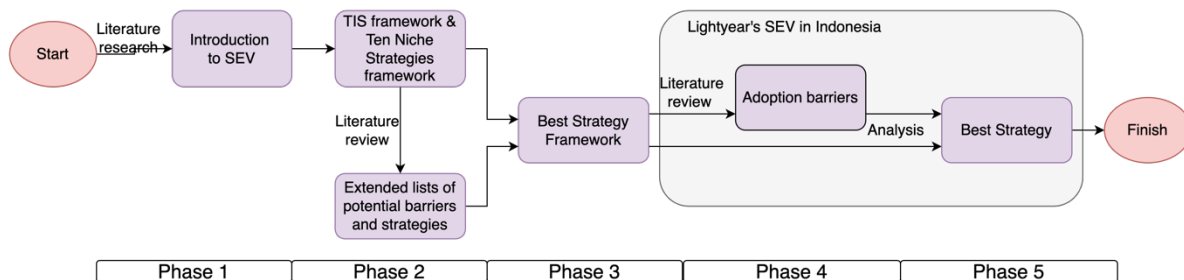 Lightyear's SEV in Indonesia
Start
Literature
research
Introduction
to SEV
TIS framework &
Ten Niche
Strategies
framework
Literature
review
Extended lists of
potential barriers
and strategies
Best Strategy
Framework
Literature
review
Adoption barriers
Analysis
Best Strategy
Finish
Phase 1
Phase 2
Phase 3
Phase 4
Phase 5